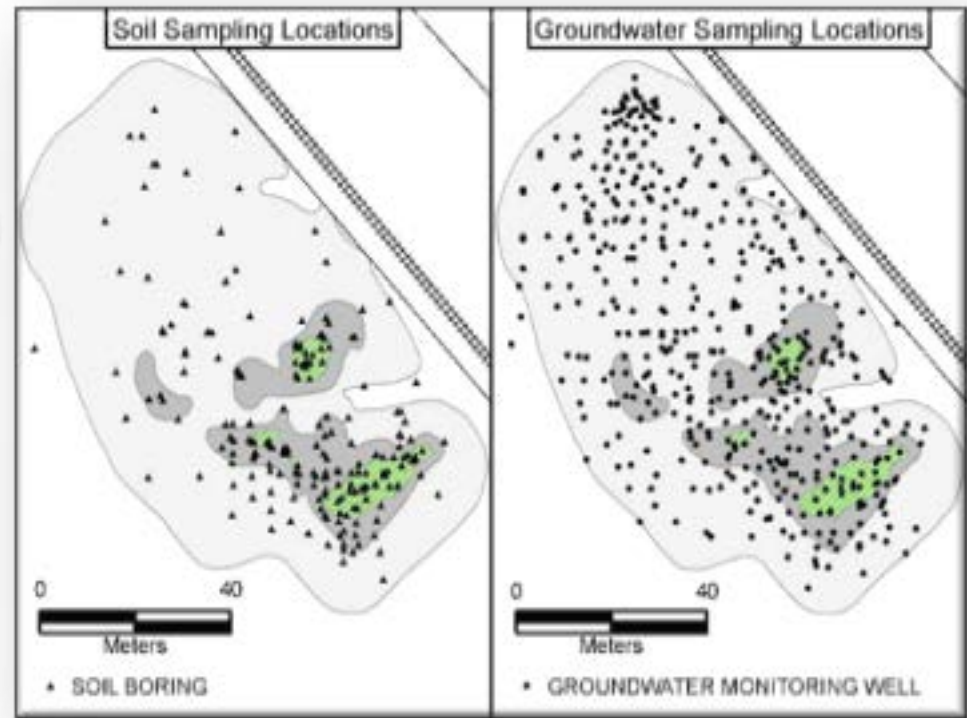 Soil Sampling Locations
0 40
Meters
SOIL BORING
Groundwater Sampling Locations
0 40
Meters
GROUNDWATER MONITORING WELL